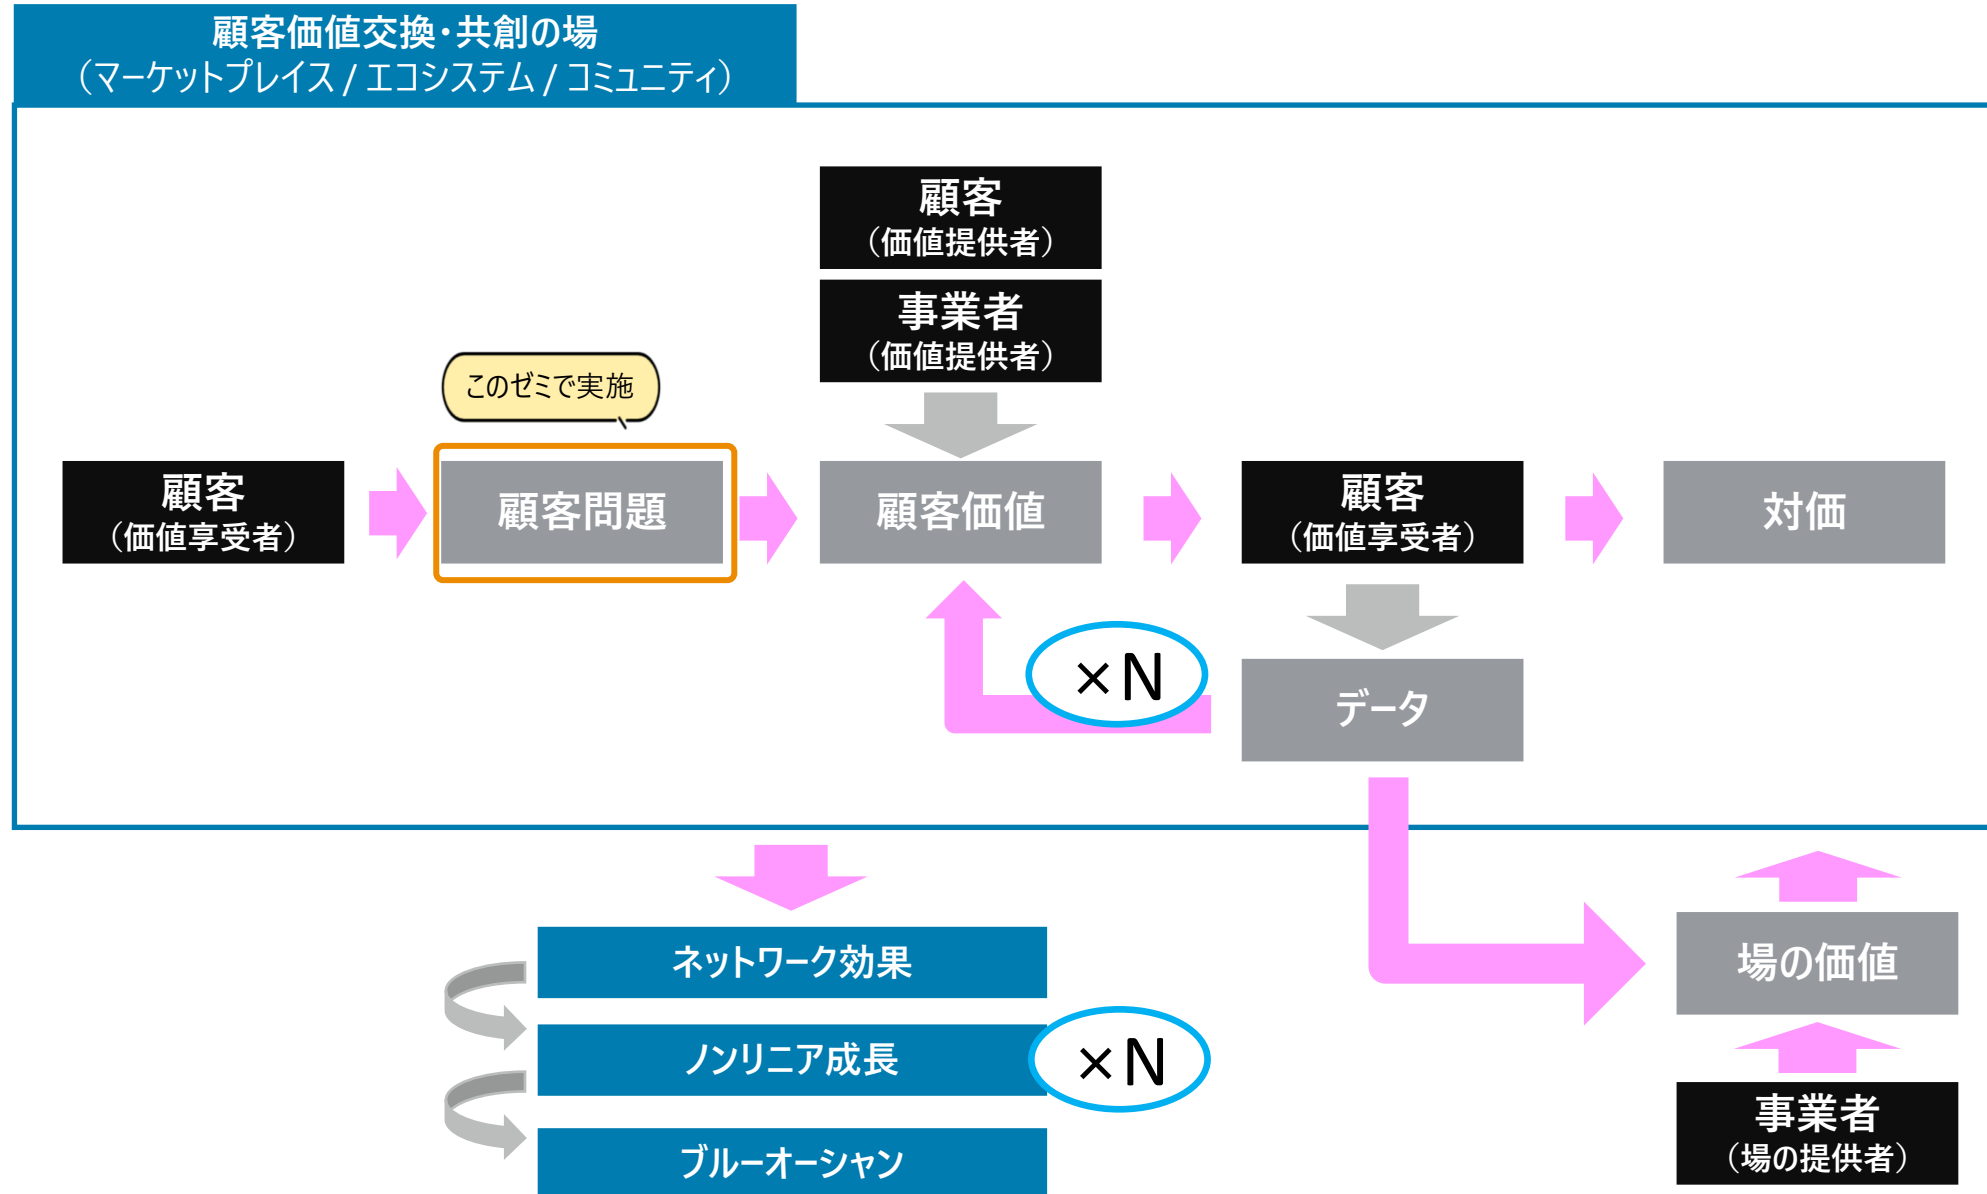 顧客価値交換・共創の場
（マーケットプレイス / エコシステム / コミュニティ）
顧客
（価値提供者）
事業者
（価値提供者）
このゼミで実施
顧客
（価値享受者）
顧客問題
顧客価値
顧客
（価値享受者）
対価
×N
データ
ネットワーク効果
場の価値
ノンリニア成長
×N
事業者
（場の提供者）
ブルーオーシャン